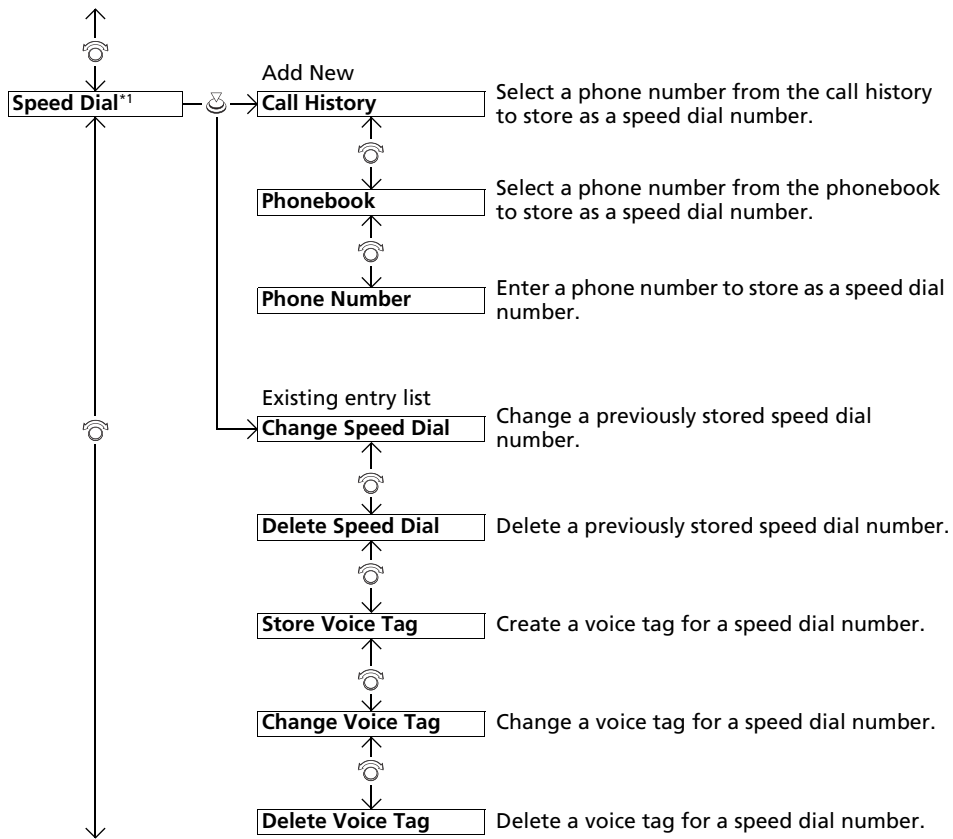 Add New
Speed Dial*1
Call History
Select a phone number from the call history
to store as a speed dial number.
Phonebook
Select a phone number from the phonebook
to store as a speed dial number.
Phone Number
Enter a phone number to store as a speed dial
number.
Existing entry list
Change Speed Dial
Change a previously stored speed dial
number.
Delete Speed Dial
Delete a previously stored speed dial number.
Store Voice Tag
Create a voice tag for a speed dial number.
Change Voice Tag
Change a voice tag for a speed dial number.
Delete Voice Tag
Delete a voice tag for a speed dial number.